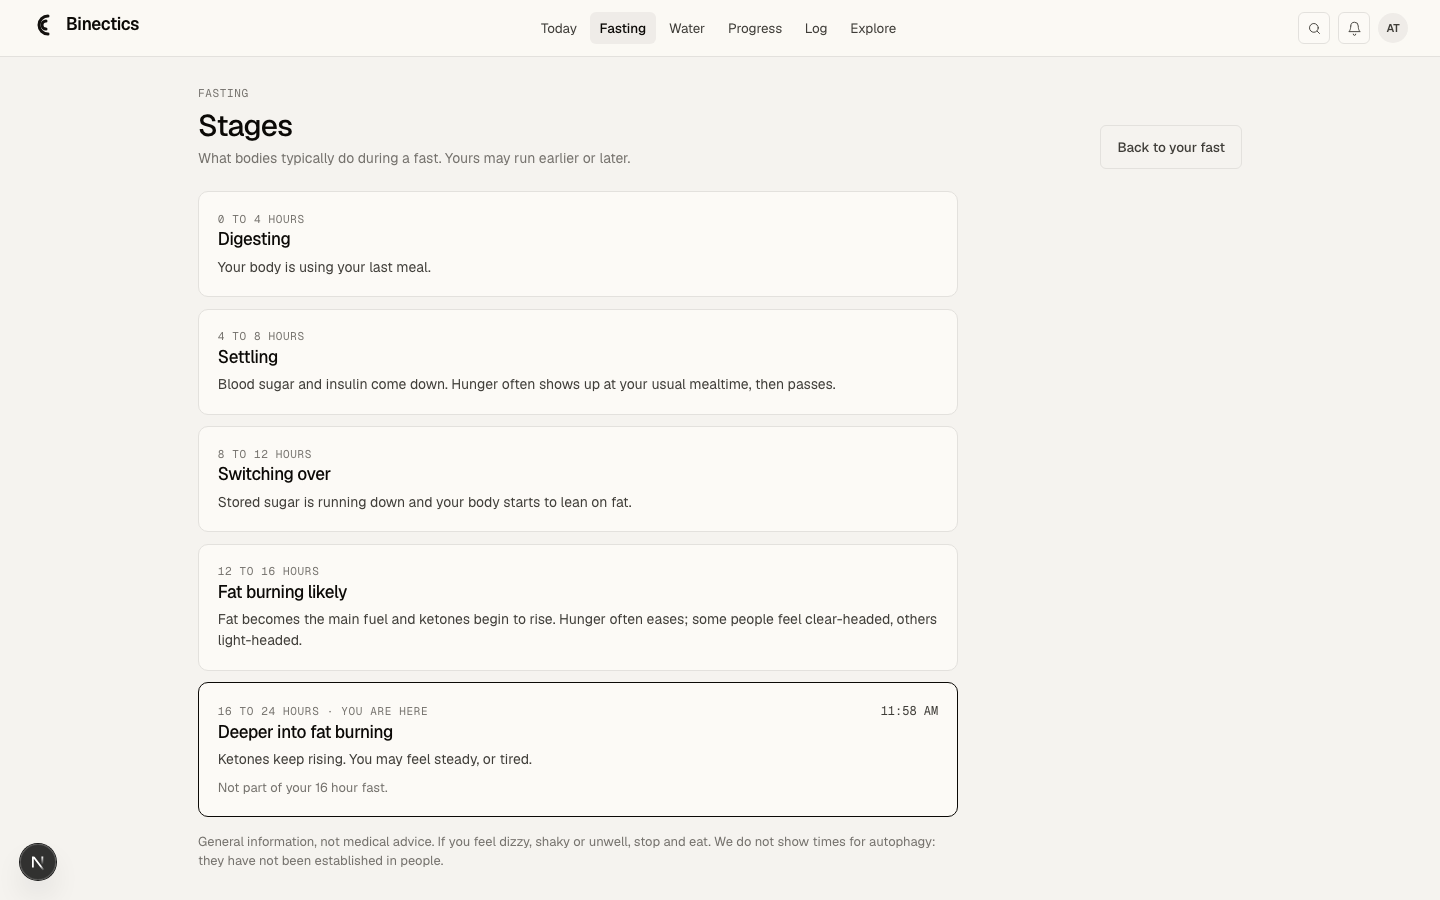 Binectics
Today
Fasting
Water
Progress
Log
Explore
AT
FASTING
Stages
What bodies typically do during a fast. Yours may run earlier or later.
Back to your fast
0 TO 4 HOURS
Digesting
Your body is using your last meal.
4 TO 8 HOURS
Settling
Blood sugar and insulin come down. Hunger often shows up at your usual mealtime, then passes.
8 TO 12 HOURS
Switching over
Stored sugar is running down and your body starts to lean on fat.
12 TO 16 HOURS
Fat burning likely
Fat becomes the main fuel and ketones begin to rise. Hunger often eases; some people feel clear-headed, others
light-headed.
16 TO 24 HOURS · YOU ARE HERE
11:58 AM
Deeper into fat burning
Ketones keep rising. You may feel steady, or tired.
Not part of your 16 hour fast.
General information, not medical advice. If you feel dizzy, shaky or unwell, stop and eat. We do not show times for autophagy:
they have not been established in people.
N